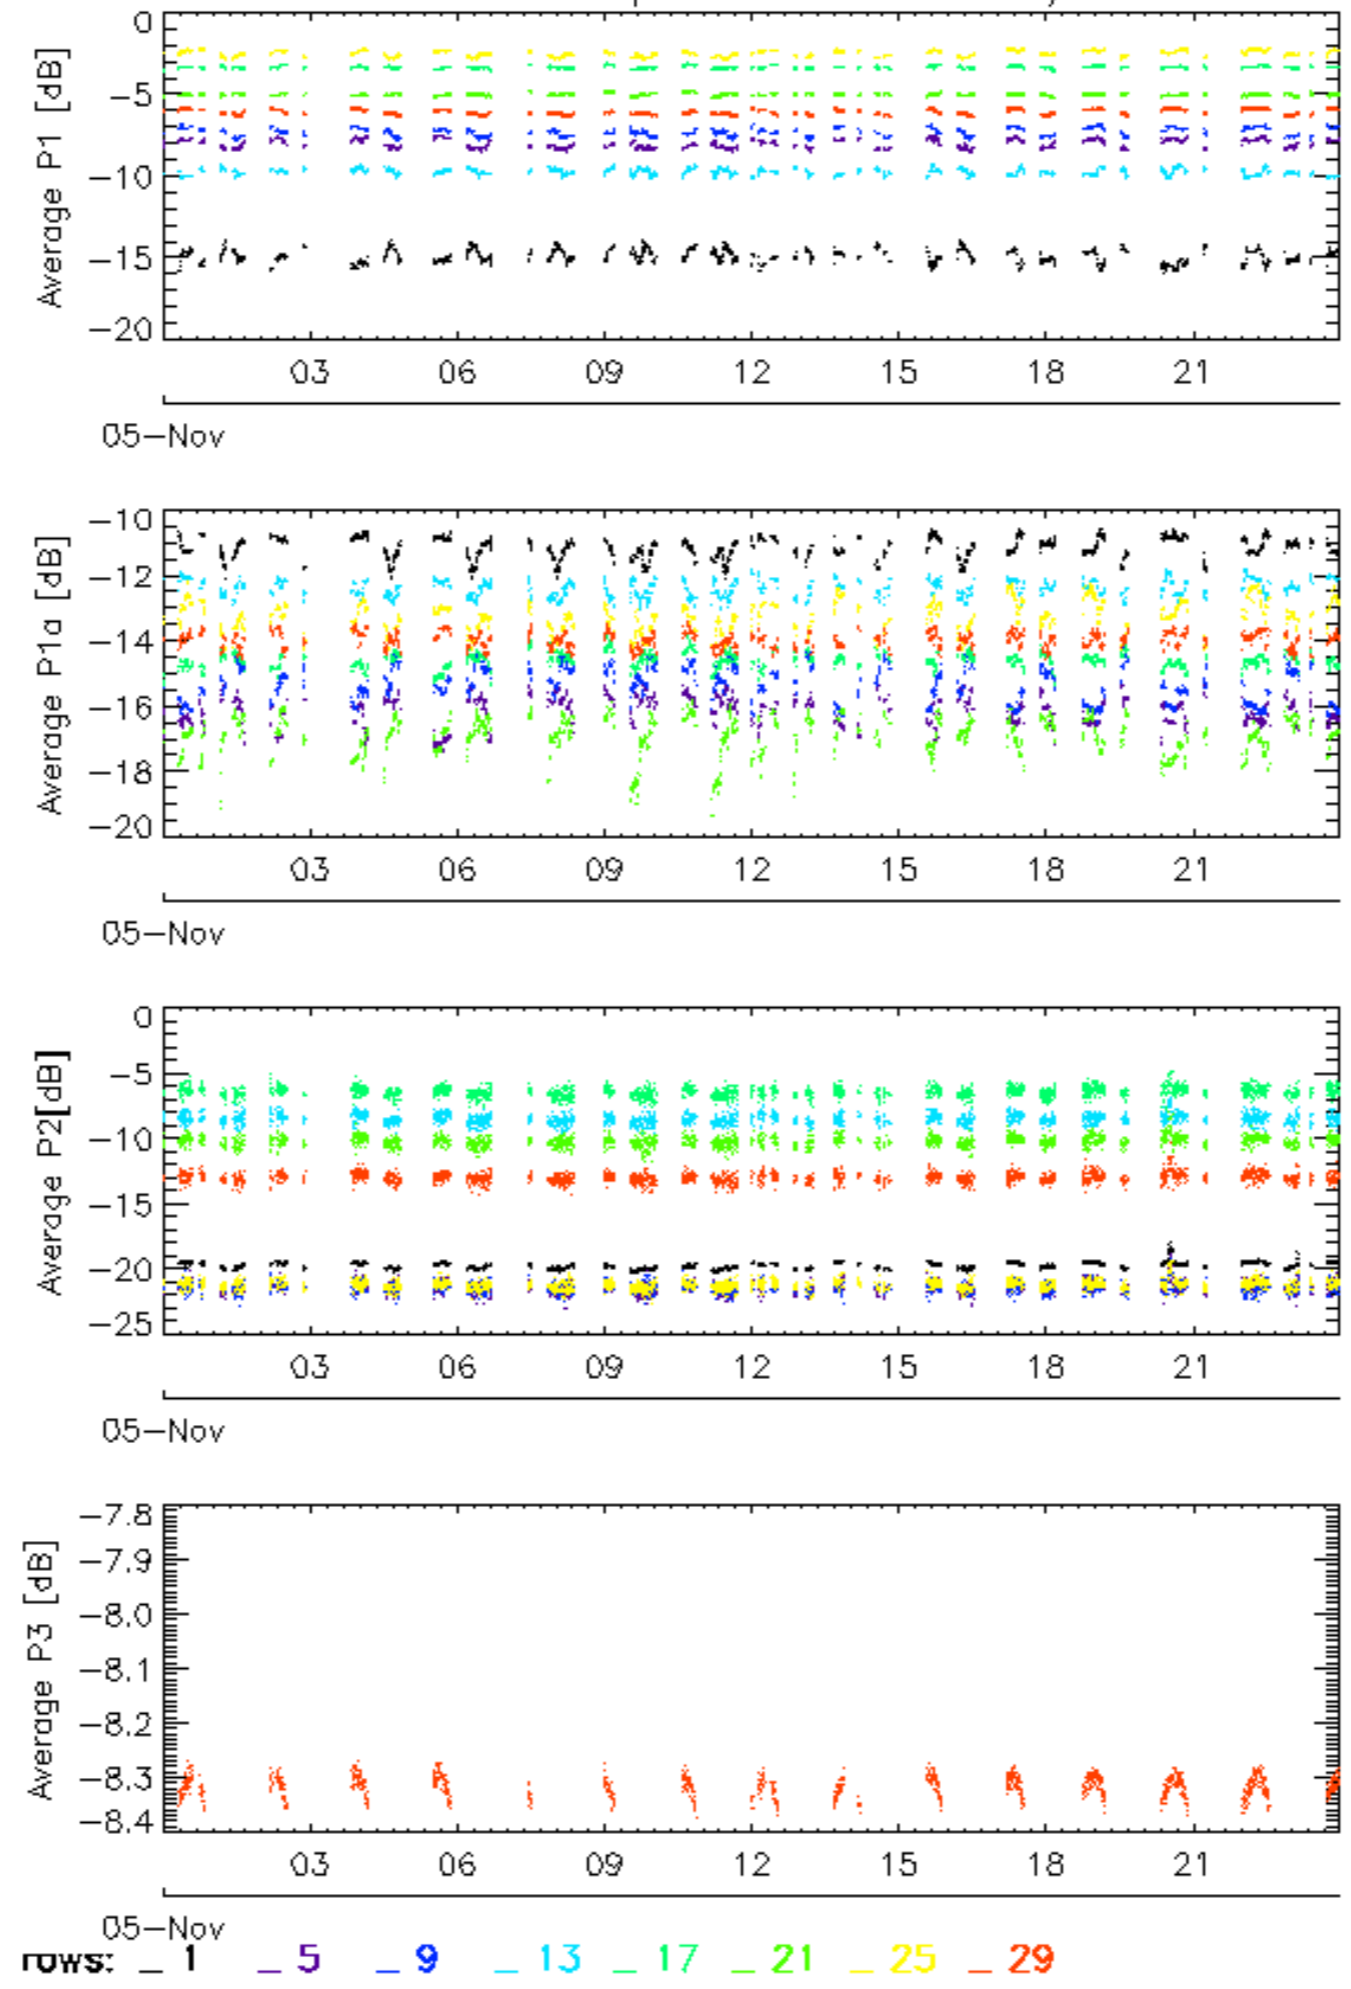 0
−5
−10
−15
−20
Average P1 [dB]
03 06 09 12 15 18 21
05−Nov
−10
−12
−14
−16
−18
−20
Average P1a [dB]
03 06 09 12 15 18 21
05−Nov
0
−5
−10
−15
−20
−25
Average P2[dB]
03 06 09 12 15 18 21
05−Nov
−7.8
−7.9
−8.0
−8.1
−8.2
−8.3
−8.4
Average P3 [dB]
03 06 09 12 15 18 21
05−Nov
rows: _ 1 _ 5 _ 9 _ 13 _ 17 _ 21 _ 25 _ 29